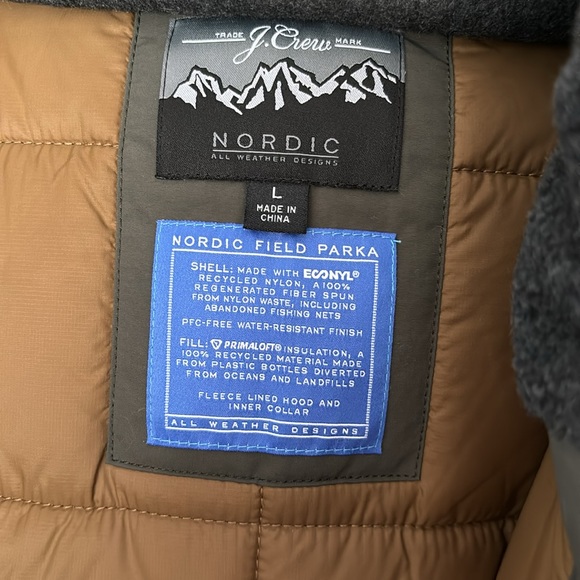 TRADE J.Crew MARK
NORDIC
ALL WEATHER DESIGNS
L
MADE IN
CHINA
NORDIC FIELD PARKA
SHELL: MADE WITH ECONYL®
RECYCLED NYLON, A 100%
REGENERATED FIBER SPUN
FROM NYLON WASTE, INCLUDING
ABANDONED FISHING NETS
PFC-FREE WATER-RESISTANT FINISH
FILL: PRIMALOFT® INSULATION, A
100% RECYCLED MATERIAL MADE
FROM PLASTIC BOTTLES DIVERTED
FROM OCEANS AND LANDFILLS
FLEECE LINED HOOD AND
INNER COLLAR
ALL WEATHER DESIGNS